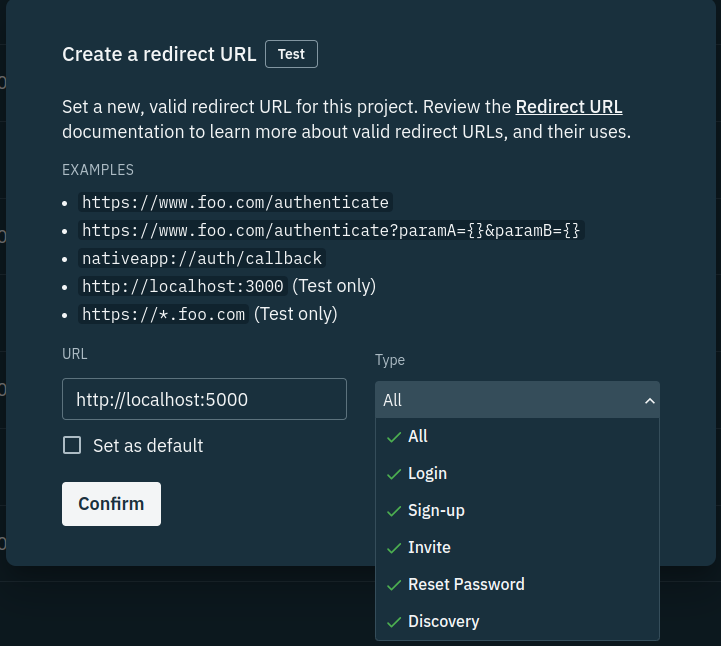 Create a redirect URL Test
Set a new, valid redirect URL for this project. Review the Redirect URL
documentation to learn more about valid redirect URLs, and their uses.
EXAMPLES
• https://www.foo.com/authenticate
• https://www.foo.com/authenticate?paramA={}&paramB={}
• nativeapp://auth/callback
• http://localhost:3000 (Test only)
• https://*.foo.com (Test only)
URL
http://localhost:5000
Set as default
Confirm
Type
All
All
Login
Sign-up
Invite
Reset Password
Discovery